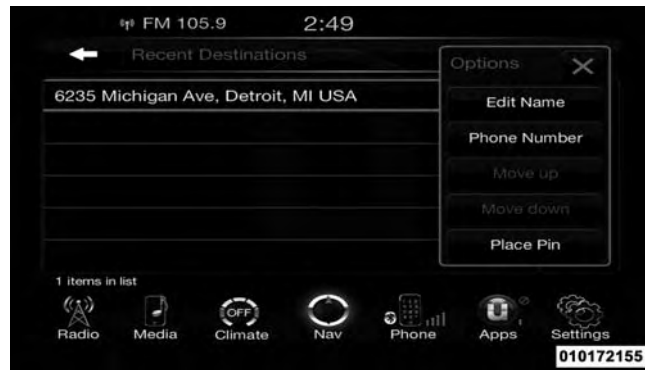 FM 105.9 2:49
Recent Destinations
Options
6235 Michigan Ave, Detroit, MI USA
Edit Name
Phone Number
Move up
Move down
Place Pin
1 items in list
OFF
Radio Media Climate Nav Phone Apps Settings
010172155